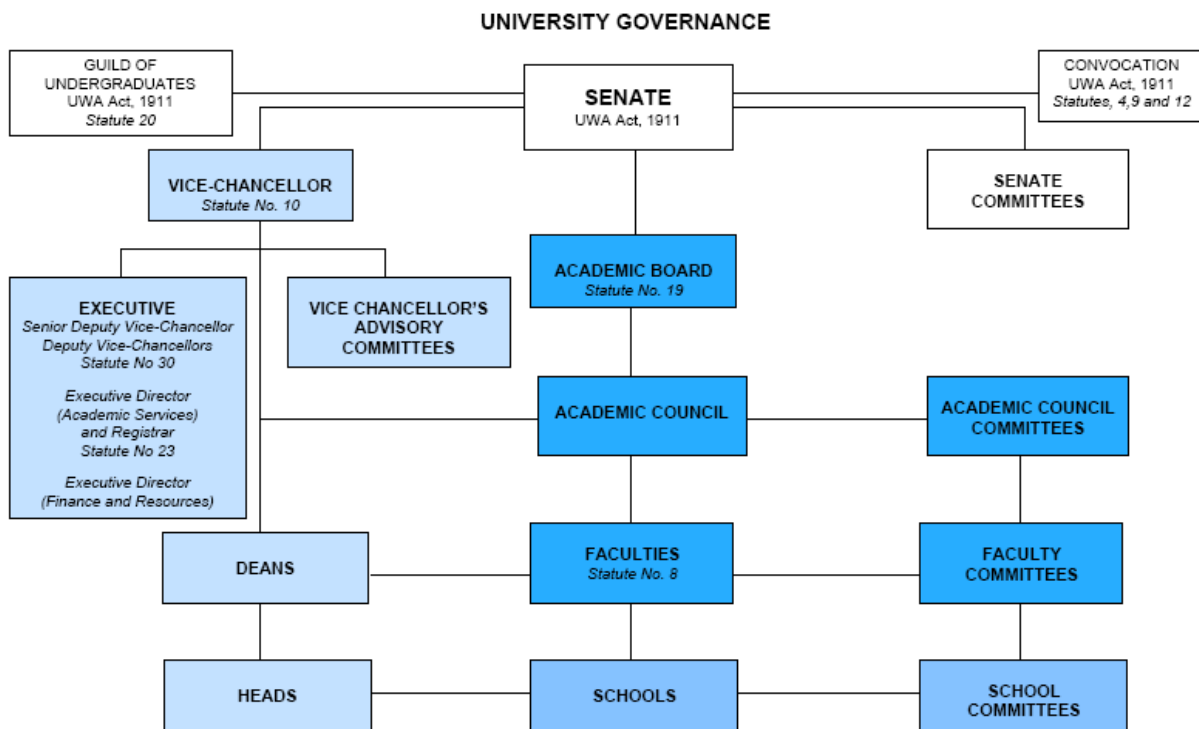 UNIVERSITY GOVERNANCE
GUILD OF
UNDERGRADUATES
UWA Act, 1911
Statute 20
SENATE
UWA Act, 1911
CONVOCATION
UWA Act, 1911
Statutes, 4,9 and 12
VICE-CHANCELLOR
Statute No. 10
SENATE
COMMITTEES
ACADEMIC BOARD
Statute No. 19
EXECUTIVE
Senior Deputy Vice-Chancellor
Deputy Vice-Chancellors
Statute No 30
Executive Director
(Academic Services)
and Registrar
Statute No 23
Executive Director
(Finance and Resources)
VICE CHANCELLOR'S
ADVISORY
COMMITTEES
ACADEMIC COUNCIL
ACADEMIC COUNCIL
COMMITTEES
DEANS
FACULTIES
Statute No. 8
FACULTY
COMMITTEES
HEADS
SCHOOLS
SCHOOL
COMMITTEES